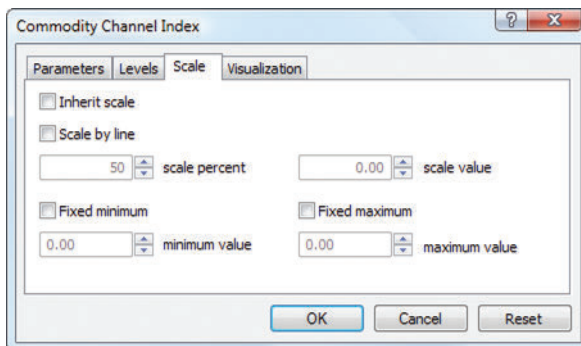 Commodity Channel Index
Parameters Levels Scale Visualization
Inherit scale
Scale by line
50 scale percent 0.00 scale value
Fixed minimum Fixed maximum
0.00 minimum value 0.00 maximum value
OK Cancel Reset